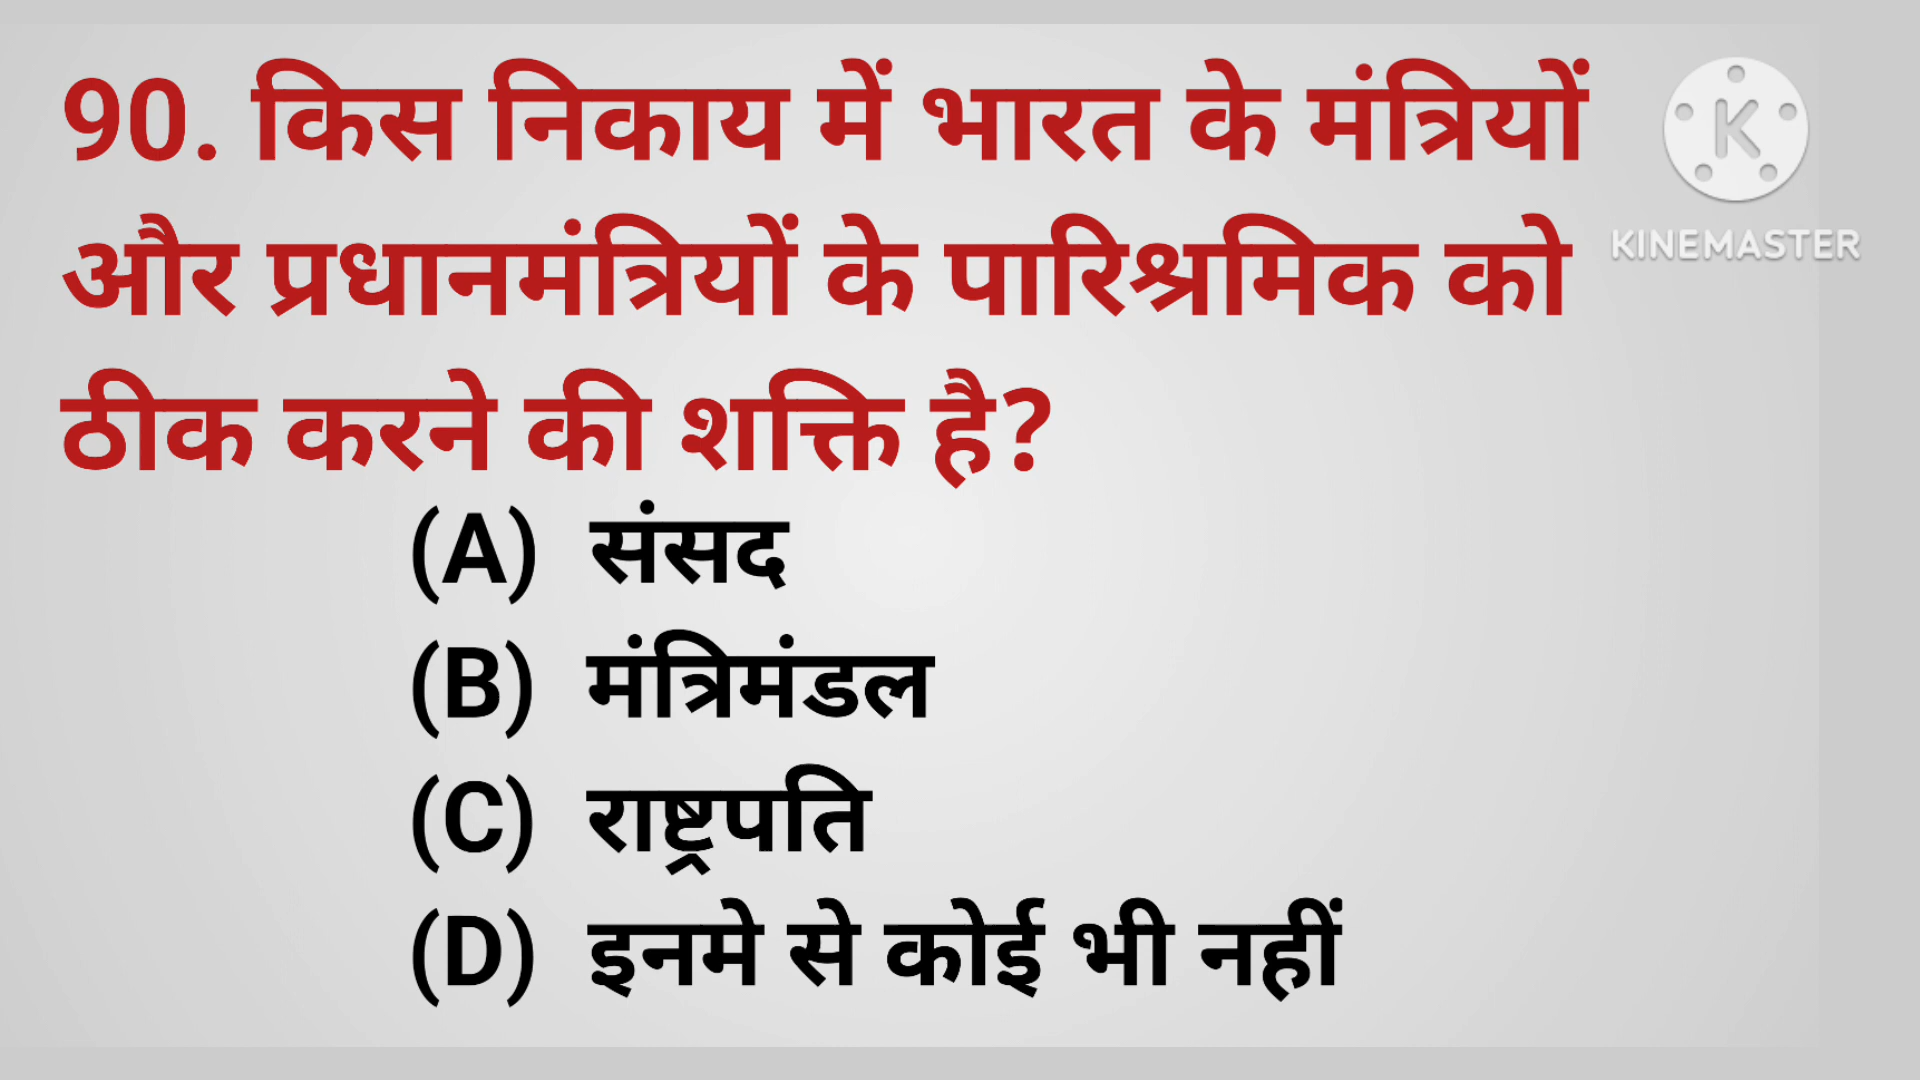 90. किस निकाय में भारत के मंत्रियों
और प्रधानमंत्रियों के पारिश्रमिक को
ठीक करने की शक्ति है?
(A) संसद
(B) मंत्रिमंडल
(C) राष्ट्रपति
(D) इनमे से कोई भी नहीं
K
KINEMASTER